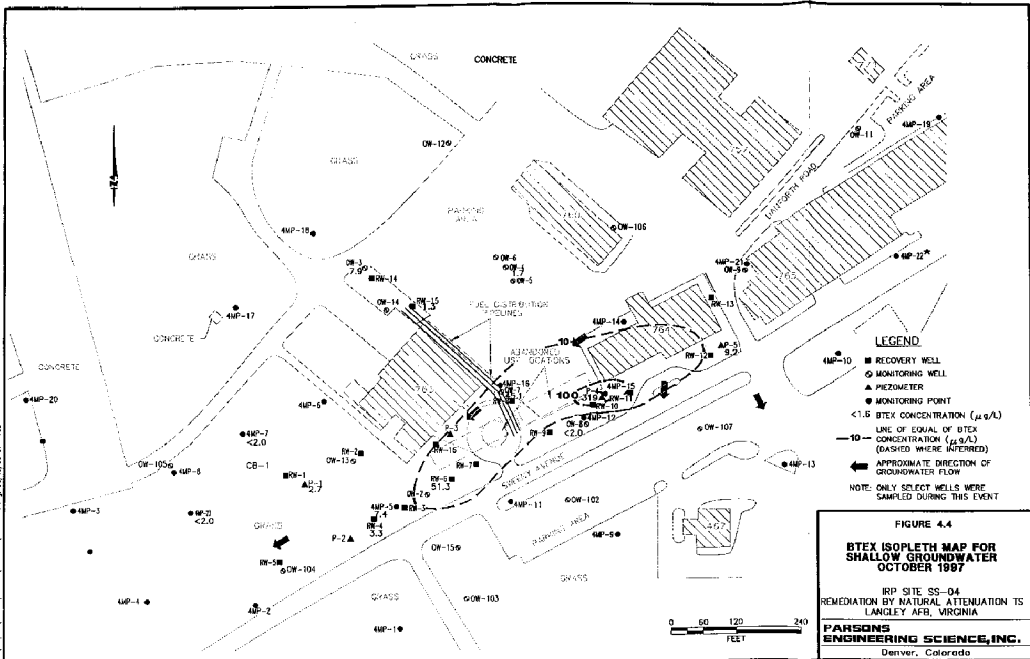 GRASS
CONCRETE
PARKING AREA
4MP-19
OW-11
DANFORTH ROAD
OW-12
N
GRASS
PARKING
AREA
760
OW-106
4MP-18
GRASS
OW-3
7.9
RW-14
OW-6
OW-4
1.7
OW-5
4MP-21
OW-9
765
4MP-22*
OW-14
RW-15
FUEL DISTRIBUTION
PIPELINES
RW-13
4MP-17
CONCRETE
4MP-14
764
10
ABANDONED
UST LOCATIONS
RW-12
P-5
9.2
4MP-10
CONCRETE
4MP-20
4MP-6
4MP-16
OW-7
100
319
4MP-15
RW-11
RW-10
4MP-12
OW-8
<2.0
RW-9
OW-107
4MP-7
<2.0
P-3
RW-16
RW-7
OW-105
4MP-8
CB-1
OW-13
RW-1
P-1
2.7
RW-6
51.3
OW-2
SWEENEY AVENUE
4MP-13
4MP-3
<2.0
4MP-5
7.4
RW-3
RW-4
3.3
4MP-11
OW-102
PARKING AREA
467
GRASS
P-2
4MP-9
OW-15
RW-5
OW-104
GRASS
4MP-4
4MP-2
GRASS
OW-103
4MP-1
0 60 120 240
FEET
LEGEND
RECOVERY WELL
MONITORING WELL
PIEZOMETER
MONITORING POINT
<1.6 BTEX CONCENTRATION (µg/L)
LINE OF EQUAL OF BTEX
10 CONCENTRATION (µg/L)
(DASHED WHERE INFERRED)
APPROXIMATE DIRECTION OF
GROUNDWATER FLOW
NOTE: ONLY SELECT WELLS WERE
SAMPLED DURING THIS EVENT
FIGURE 4.4
BTEX ISOPLETH MAP FOR
SHALLOW GROUNDWATER
OCTOBER 1997
IRP SITE SS-04
REMEDIATION BY NATURAL ATTENUATION TS
LANGLEY AFB, VIRGINIA
PARSONS
ENGINEERING SCIENCE, INC.
Denver, Colorado